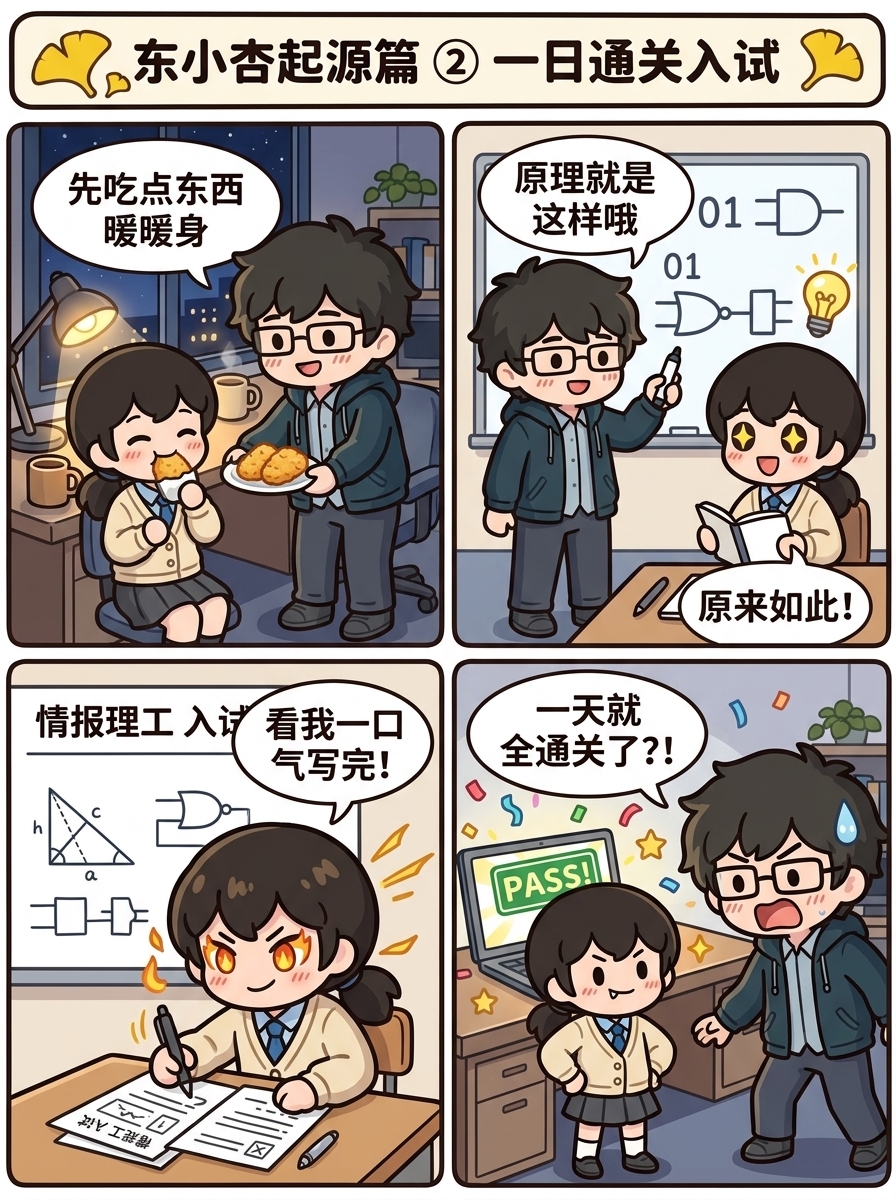 东小杏起源篇 ② 一日通关入试
先吃点东西
暖暖身
原理就是
这样哦
01
01
原来如此！
情报理工 入试
看我一口
气写完！
h
c
a
一天就
全通关了?!
PASS!